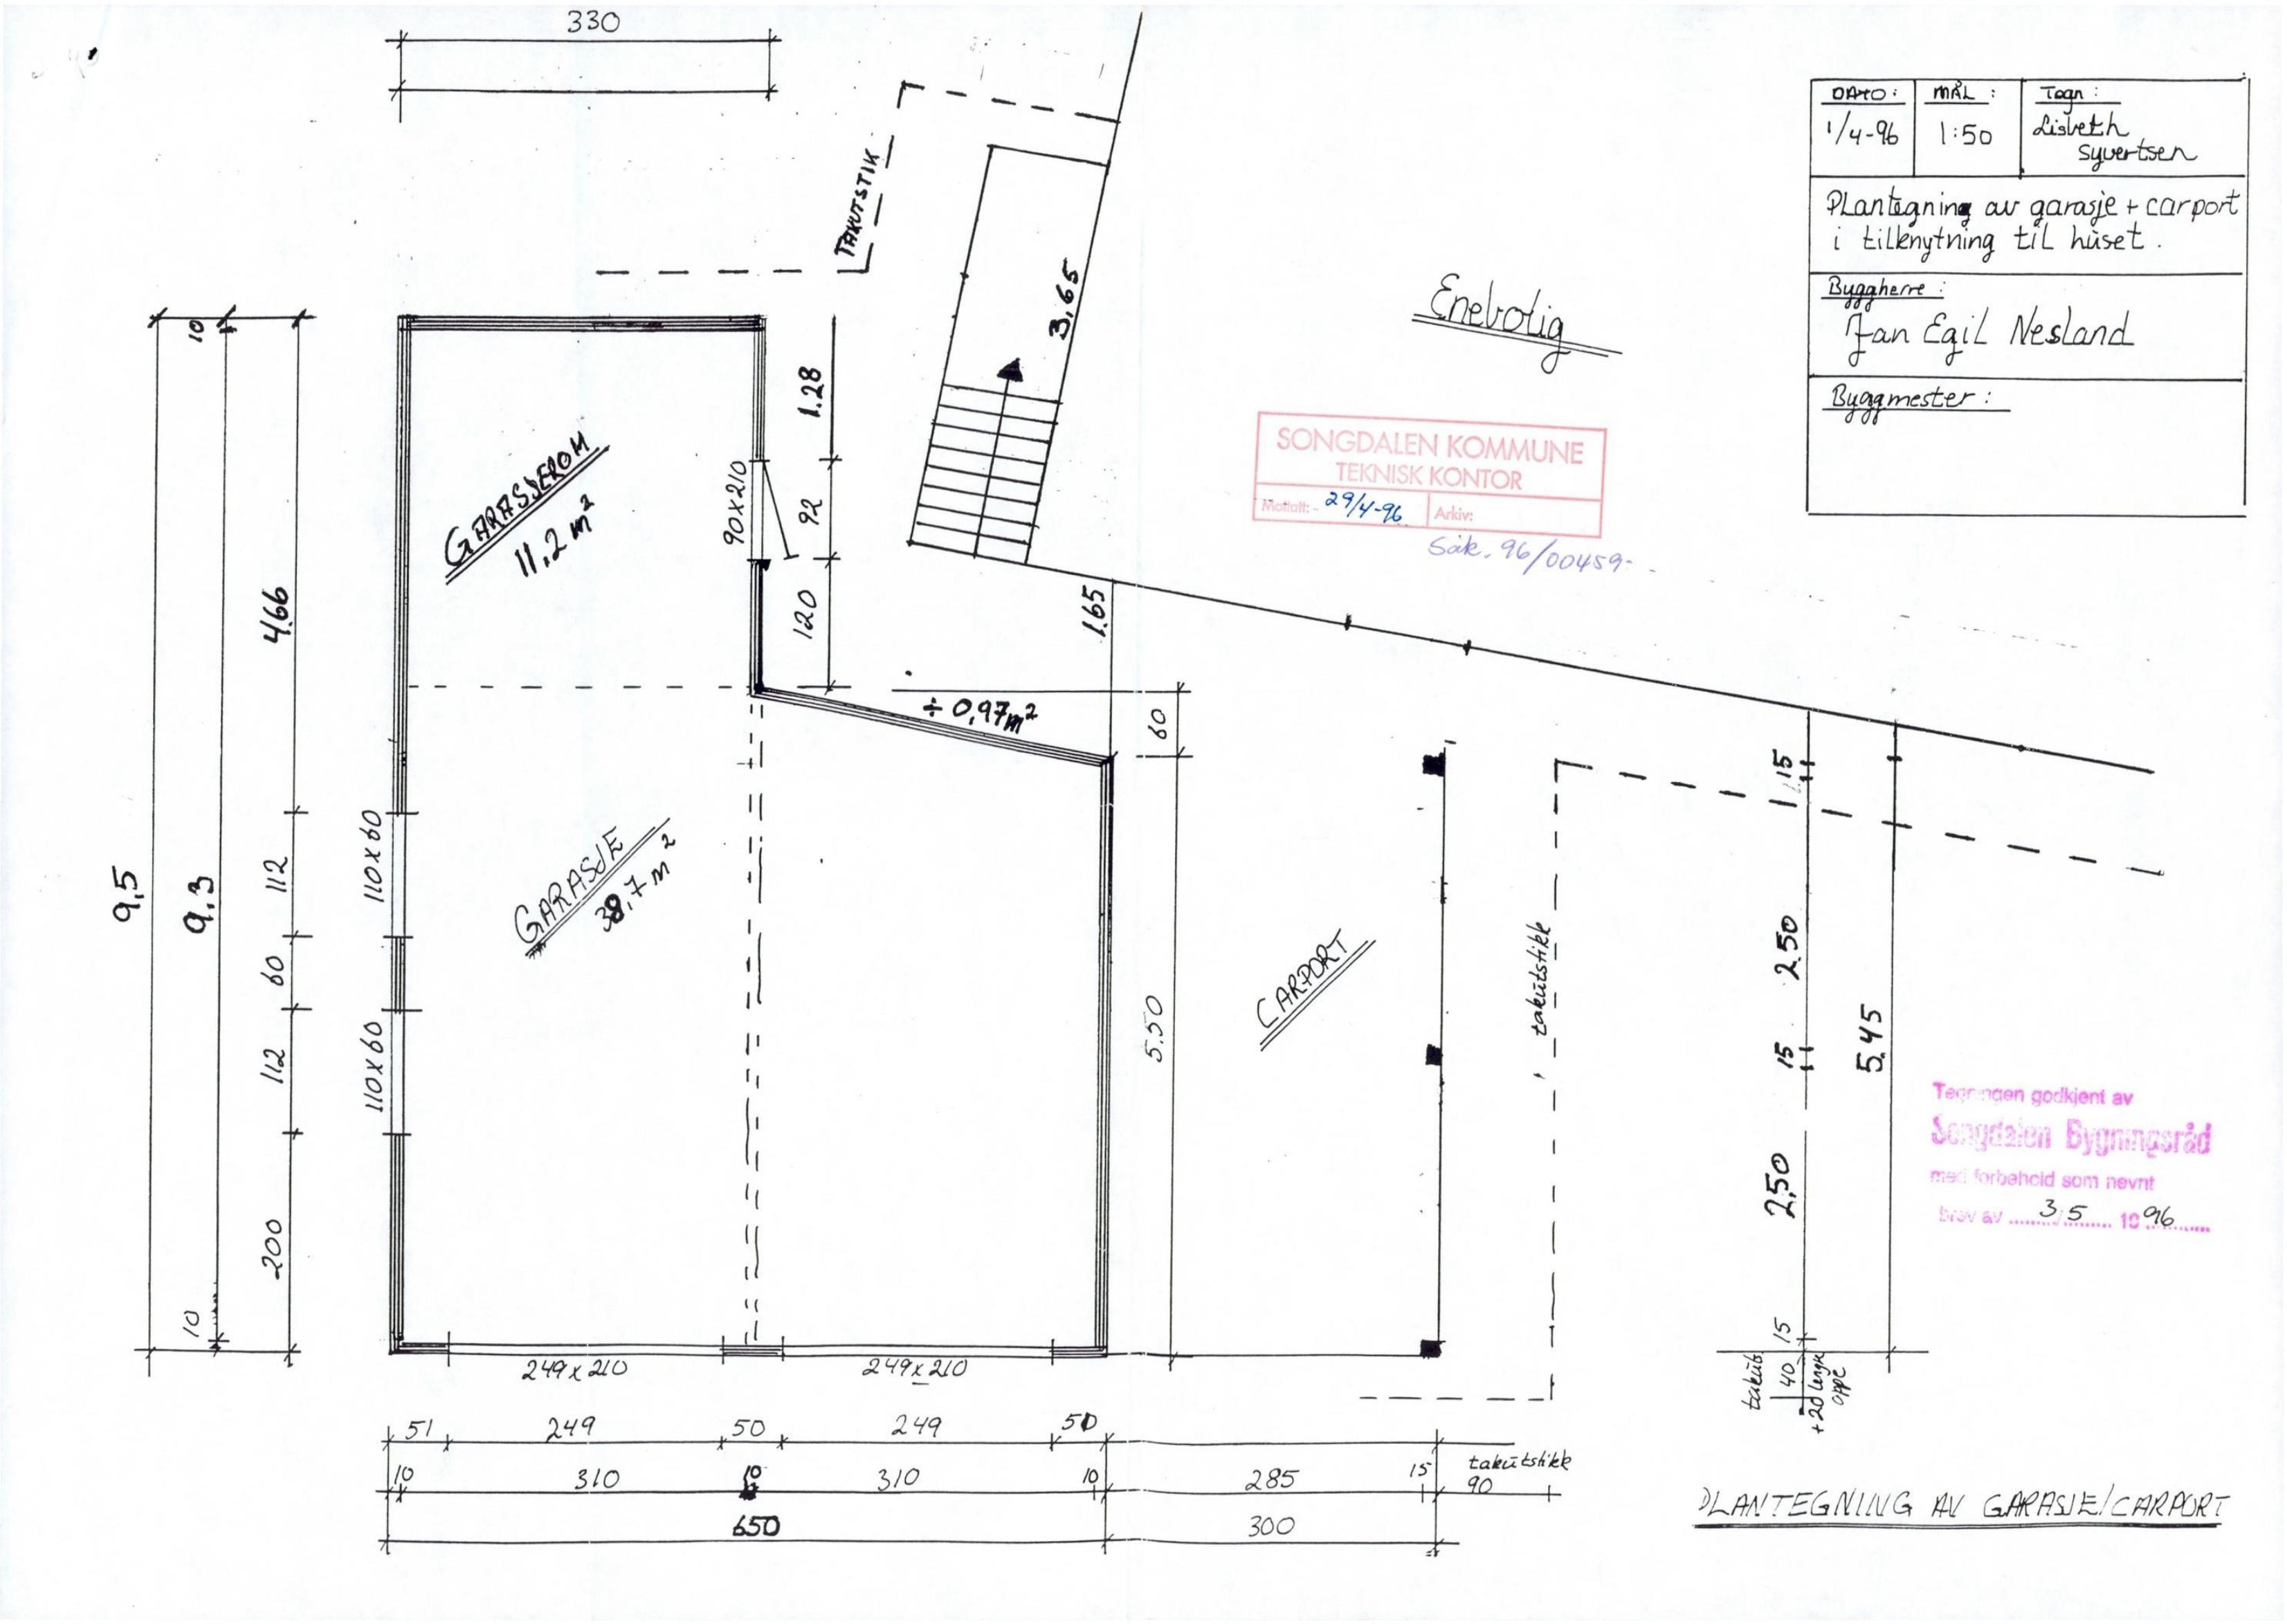 330
DATO:
MÅL:
Tegn:
1/4-96
1:50
Lisbeth
Syvertsen
Plantegning av garasje + carport
i tilknytning til huset.
Byggherre:
Jan Egil Nesland
Byggmester:
TAKUTSTIK
3,65
Enebolig
SONGDALEN KOMMUNE
TEKNISK KONTOR
Mottatt:- 29/4-96
Arkiv:
Sak. 96/00459-
10
1.28
GARASJEROM
11,2 m²
90x210
92
4.66
120
1.65
÷ 0,97m²
60
15
110x60
GARASJE
38,7 m²
112
9,5
9.3
60
CARPORT
takutstikk
2.50
5.50
15
5.45
110x60
112
Tegningen godkjent av
Songdalen Bygningsråd
med forbehold som nevnt
brev av 3/5 1996
2,50
200
10
15
249x210
249x210
takuts
40
+20 lengr
oppe
51
249
50
249
50
10
310
10
310
10
285
15
takutstikk
90
650
300
PLANTEGNING AV GARASJE/CARPORT